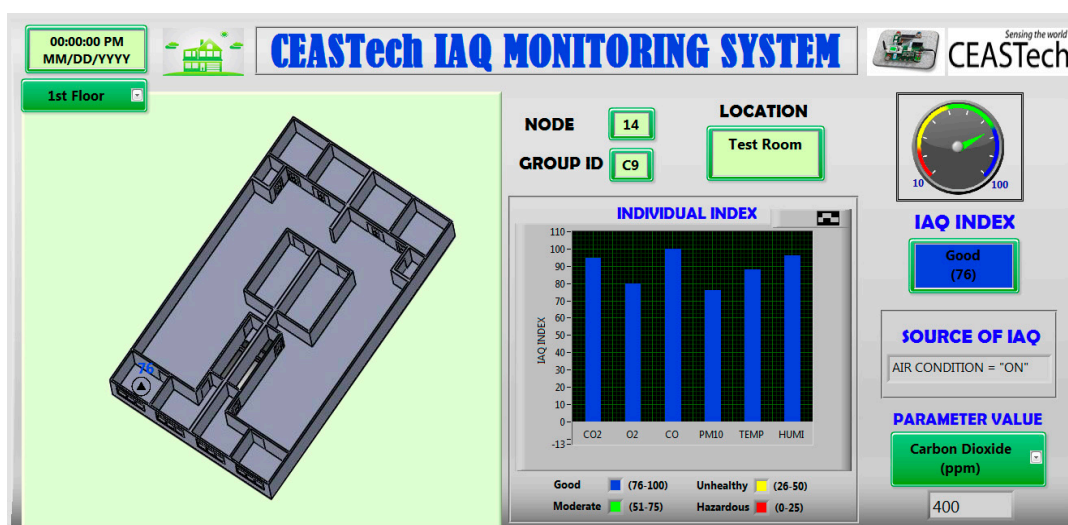 00:00:00 PM
MM/DD/YYYY
CEASTech IAQ MONITORING SYSTEM
Sensing the world
CEASTech
1st Floor
NODE
14
GROUP ID
C9
LOCATION
Test Room
10
100
IAQ INDEX
Good
(76)
INDIVIDUAL INDEX
110
100
90
80
70
60
50
40
30
20
10
0
-13
IAQ INDEX
CO2 O2 CO PM10 TEMP HUMI
Good (76-100) Unhealthy (26-50)
Moderate (51-75) Hazardous (0-25)
SOURCE OF IAQ
AIR CONDITION = "ON"
PARAMETER VALUE
Carbon Dioxide
(ppm)
400
76